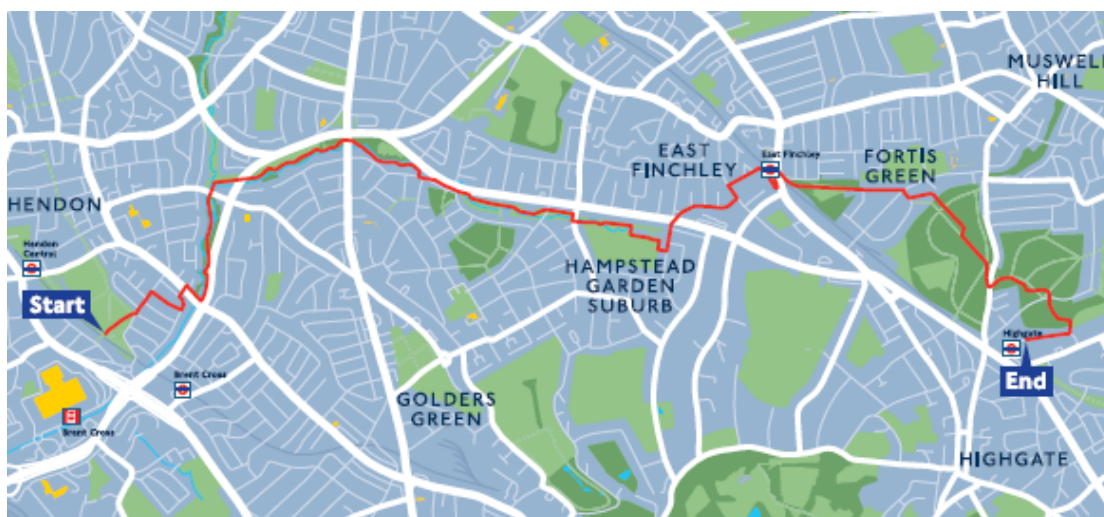 MUSWELL
HILL
EAST
FINCHLEY
East Finchley
FORTIS
GREEN
HENDON
Hendon
Central
Start
HAMPSTEAD
GARDEN
SUBURB
Highgate
End
Brent Cross
GOLDERS
GREEN
Brent Cross
HIGHGATE